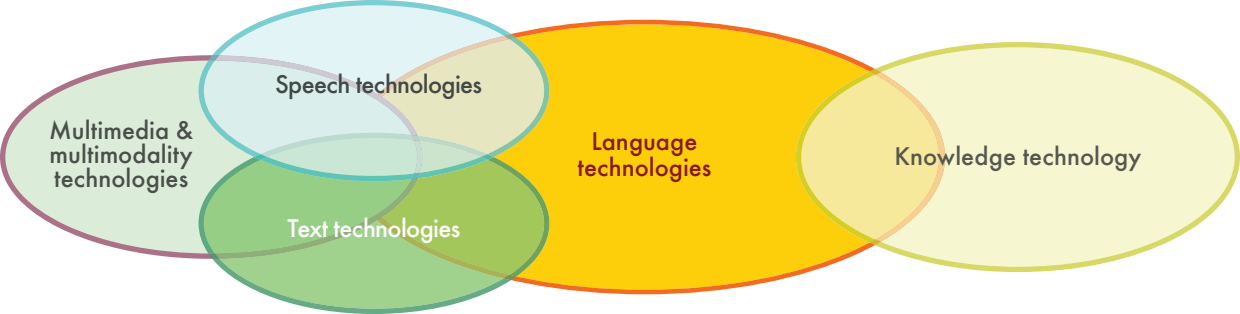 Speech technologies
Multimedia &
multimodality
technologies
Language
technologies
Knowledge technology
Text technologies